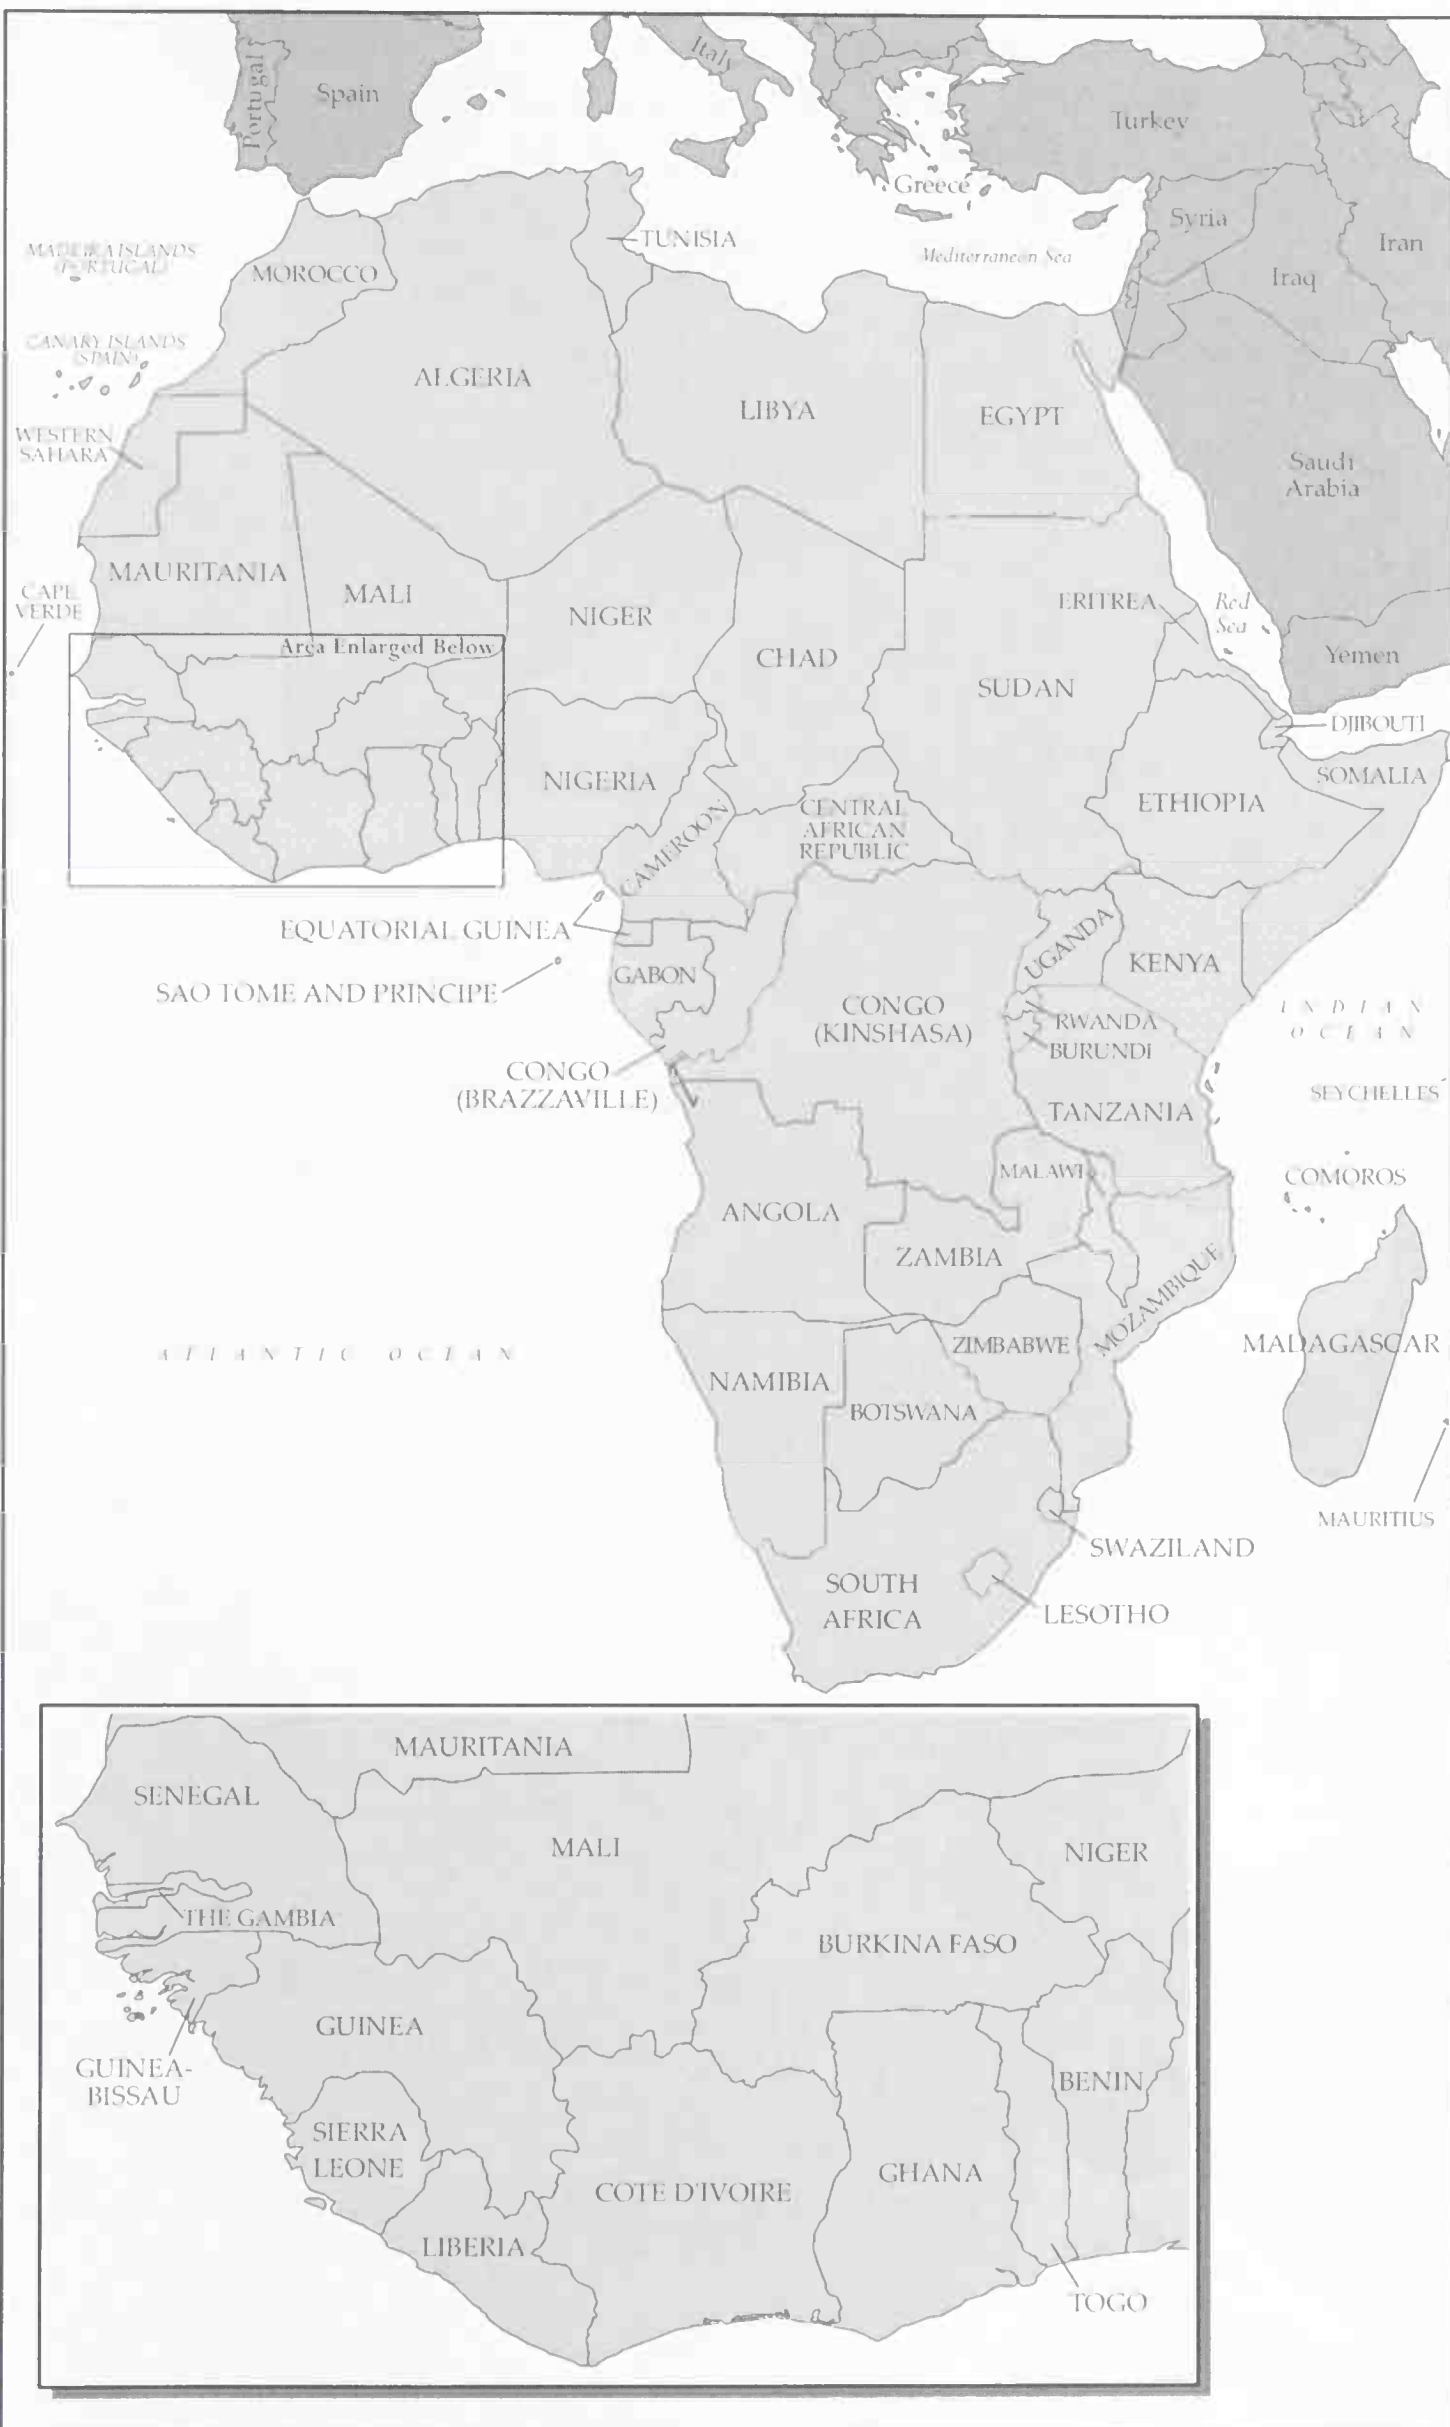 Portugal
Spain
Italy
Greece
Turkey
Syria
Iraq
Iran
Saudi
Arabia
Yemen
Mediterranean Sea
Red
Sea
MADEIRA ISLANDS
(PORTUGAL)
CANARY ISLANDS
(SPAIN)
MOROCCO
TUNISIA
ALGERIA
LIBYA
EGYPT
WESTERN
SAHARA
CAPE
VERDE
MAURITANIA
MALI
NIGER
CHAD
SUDAN
ERITREA
DJIBOUTI
SOMALIA
ETHIOPIA
Area Enlarged Below
NIGERIA
CAMEROON
CENTRAL
AFRICAN
REPUBLIC
EQUATORIAL GUINEA
SAO TOME AND PRINCIPE
GABON
CONGO
(BRAZZAVILLE)
CONGO
(KINSHASA)
UGANDA
KENYA
RWANDA
BURUNDI
TANZANIA
INDIAN
OCEAN
SEYCHELLES
COMOROS
ANGOLA
ZAMBIA
MALAWI
MOZAMBIQUE
ZIMBABWE
MADAGASCAR
ATLANTIC OCEAN
NAMIBIA
BOTSWANA
MAURITIUS
SWAZILAND
SOUTH
AFRICA
LESOTHO
MAURITANIA
SENEGAL
MALI
NIGER
THE GAMBIA
BURKINA FASO
GUINEA
GUINEA-
BISSAU
BENIN
SIERRA
LEONE
GHANA
COTE D'IVOIRE
LIBERIA
TOGO